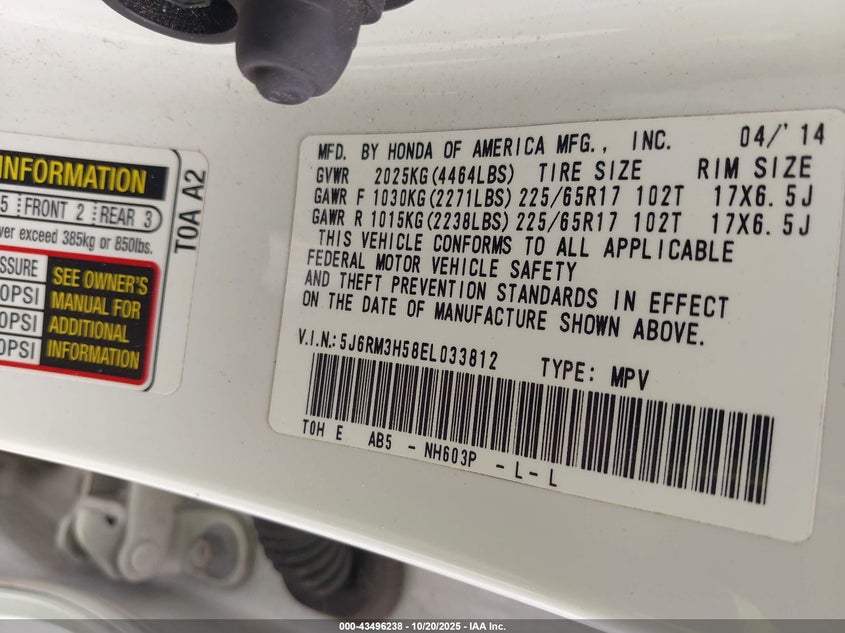 INFORMATION
5 FRONT 2 REAR 3
ver exceed 385kg or 850lbs.
SSURE
0PSI
0PSI
0PSI
SEE OWNER'S
MANUAL FOR
ADDITIONAL
INFORMATION
T0A A2
MFD. BY HONDA OF AMERICA MFG., INC. 04/'14
GVWR 2025KG(4464LBS) TIRE SIZE RIM SIZE
GAWR F 1030KG(2271LBS) 225/65R17 102T 17X6.5J
GAWR R 1015KG(2238LBS) 225/65R17 102T 17X6.5J
THIS VEHICLE CONFORMS TO ALL APPLICABLE
FEDERAL MOTOR VEHICLE SAFETY
AND THEFT PREVENTION STANDARDS IN EFFECT
ON THE DATE OF MANUFACTURE SHOWN ABOVE.
V.I.N.: 5J6RM3H58EL033812 TYPE: MPV
T0H E AB5 - NH603P - L - L
000-43496238 - 10/20/2025 - IAA Inc.